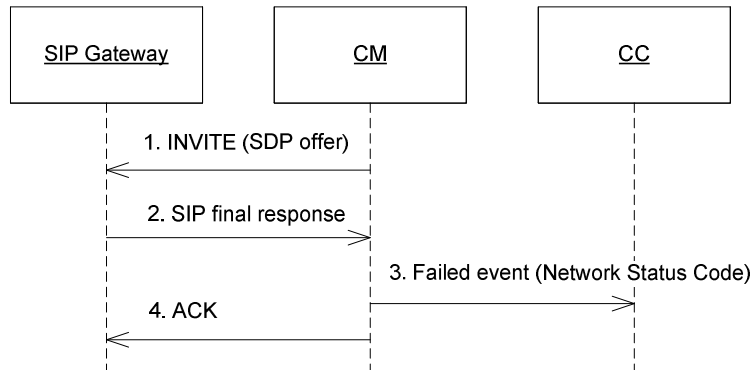 SIP Gateway
CM
CC
1. INVITE (SDP offer)
2. SIP final response
3. Failed event (Network Status Code)
4. ACK